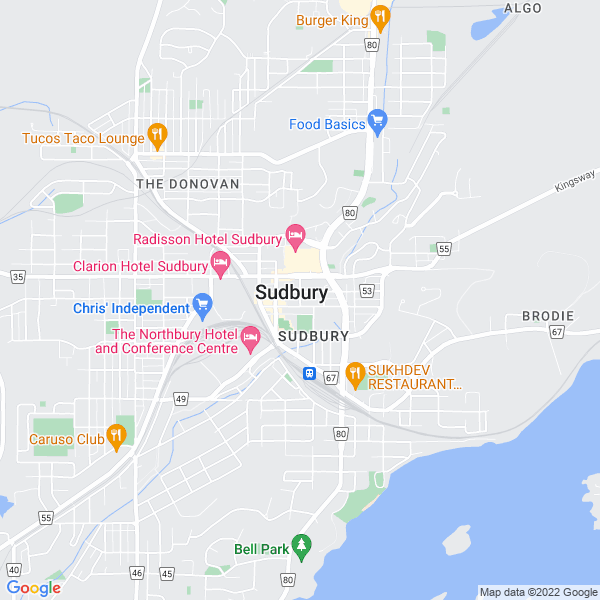 ALGO
Burger King
80
Food Basics
Tucos Taco Lounge
THE DONOVAN
Kingsway
80
Radisson Hotel Sudbury
55
Clarion Hotel Sudbury
35
53
Sudbury
Chris' Independent
BRODIE
67
The Northbury Hotel
and Conference Centre
SUDBURY
SUKHDEV
RESTAURANT...
67
49
80
Caruso Club
55
Bell Park
40
46
45
80
Google
Map data ©2022 Google